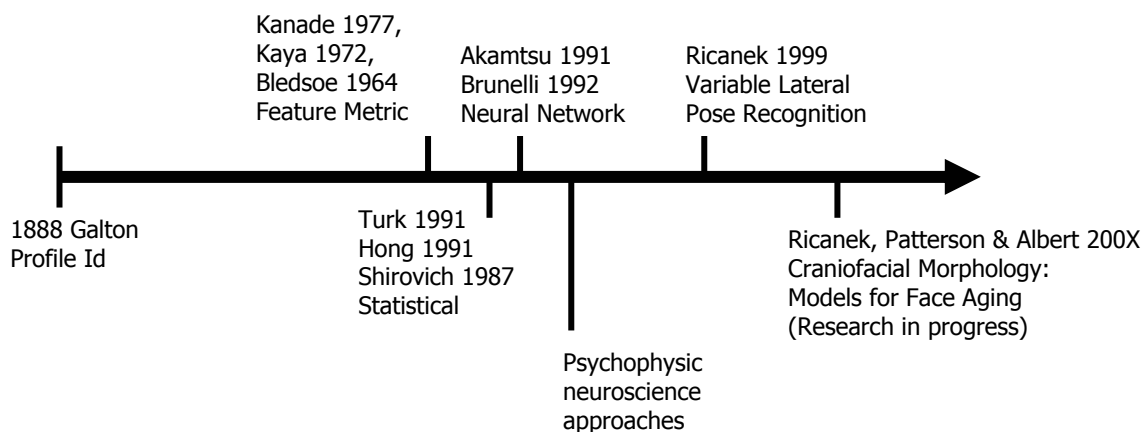 Kanade 1977,
Kaya 1972,
Bledsoe 1964
Feature Metric
Akamtsu 1991
Brunelli 1992
Neural Network
Ricanek 1999
Variable Lateral
Pose Recognition
1888 Galton
Profile Id
Turk 1991
Hong 1991
Shirovich 1987
Statistical
Psychophysic
neuroscience
approaches
Ricanek, Patterson & Albert 200X
Craniofacial Morphology:
Models for Face Aging
(Research in progress)